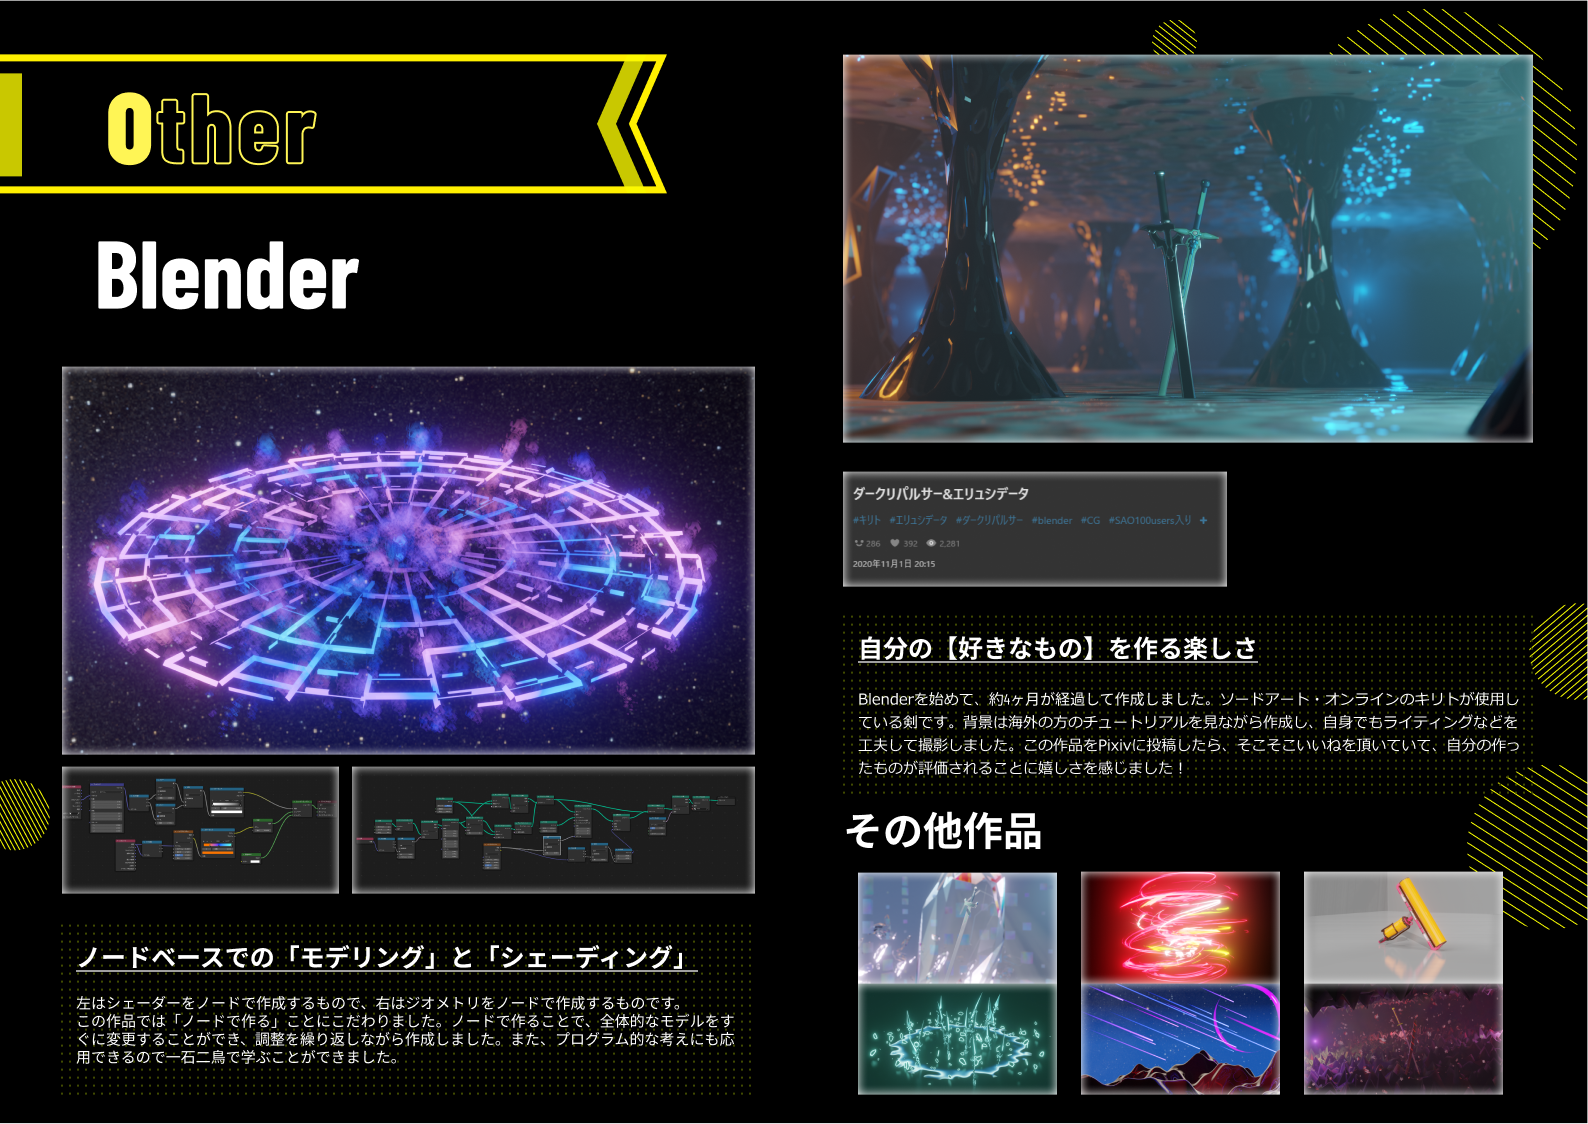 Other
Blender
ノードベースでの「モデリング」と「シェーディング」
左はシェーダーをノードで作成するもので、右はジオメトリをノードで作成するものです。
この作品では「ノードで作る」ことにこだわりました。ノードで作ることで、全体的なモデルをす
ぐに変更することができ、調整を繰り返しながら作成しました。また、プログラム的な考えにも応
用できるので一石二鳥で学ぶことができました。
ダークリパルサー&エリュシデータ
#キリト #エリュシデータ #ダークリパルサー #blender #CG #SAO100users入り +
286 392 2,281
2020年11月1日 20:15
自分の【好きなもの】を作る楽しさ
Blenderを始めて、約4ヶ月が経過して作成しました。ソードアート・オンラインのキリトが使用し
ている剣です。背景は海外の方のチュートリアルを見ながら作成し、自身でもライティングなどを
工夫して撮影しました。この作品をPixivに投稿したら、そこそこいいねを頂いていて、自分の作っ
たものが評価されることに嬉しさを感じました！
その他作品